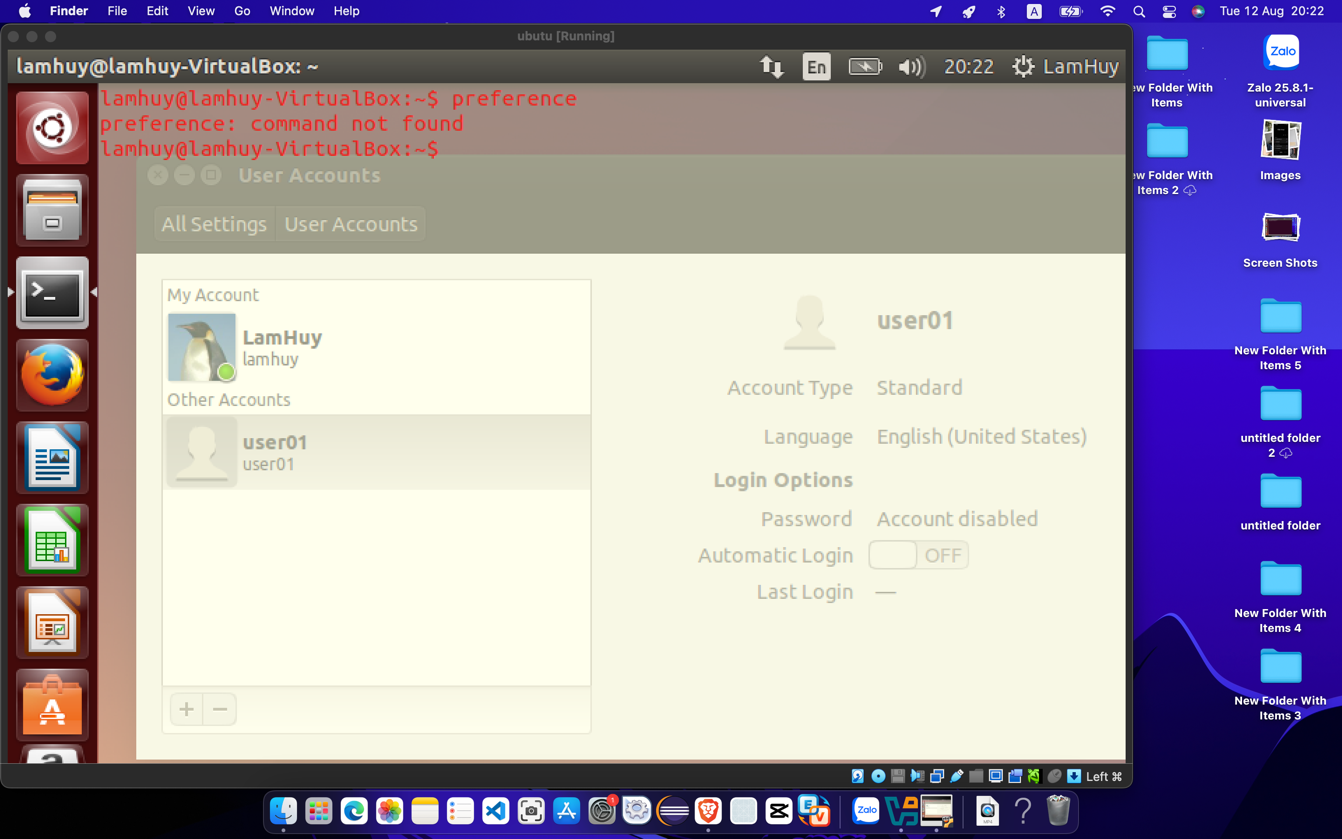 Finder File Edit View Go Window Help A Tue 12 Aug 20:22
ubutu [Running]
lamhuy@lamhuy-VirtualBox: ~ En 20:22 LamHuy
lamhuy@lamhuy-VirtualBox:~$ preference
preference: command not found
lamhuy@lamhuy-VirtualBox:~$
User Accounts
All Settings User Accounts
My Account
LamHuy
lamhuy
Other Accounts
user01
user01
+ −
user01
Account Type Standard
Language English (United States)
Login Options
Password Account disabled
Automatic Login OFF
Last Login —
Left ⌘
ew Folder With
Items
ew Folder With
Items 2
Zalo
Zalo 25.8.1-
universal
Images
Screen Shots
New Folder With
Items 5
untitled folder
2
untitled folder
New Folder With
Items 4
New Folder With
Items 3
1
Zalo